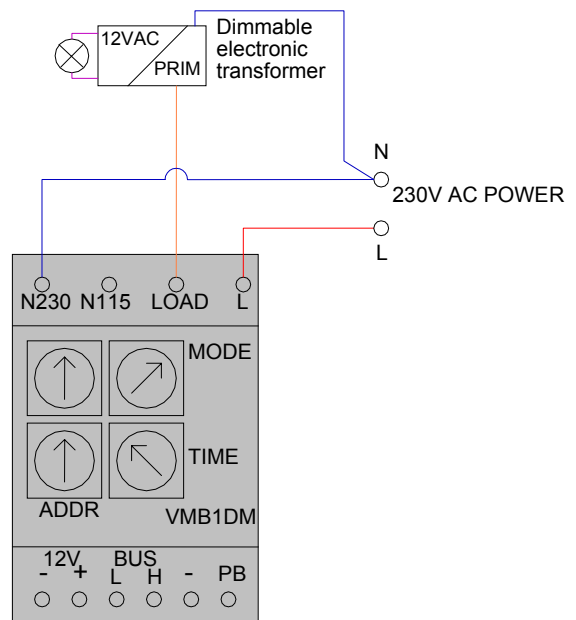 12VAC
PRIM
Dimmable
electronic
transformer
N
230V AC POWER
L
N230 N115 LOAD L
MODE
TIME
ADDR
VMB1DM
12V BUS
- + L H - PB